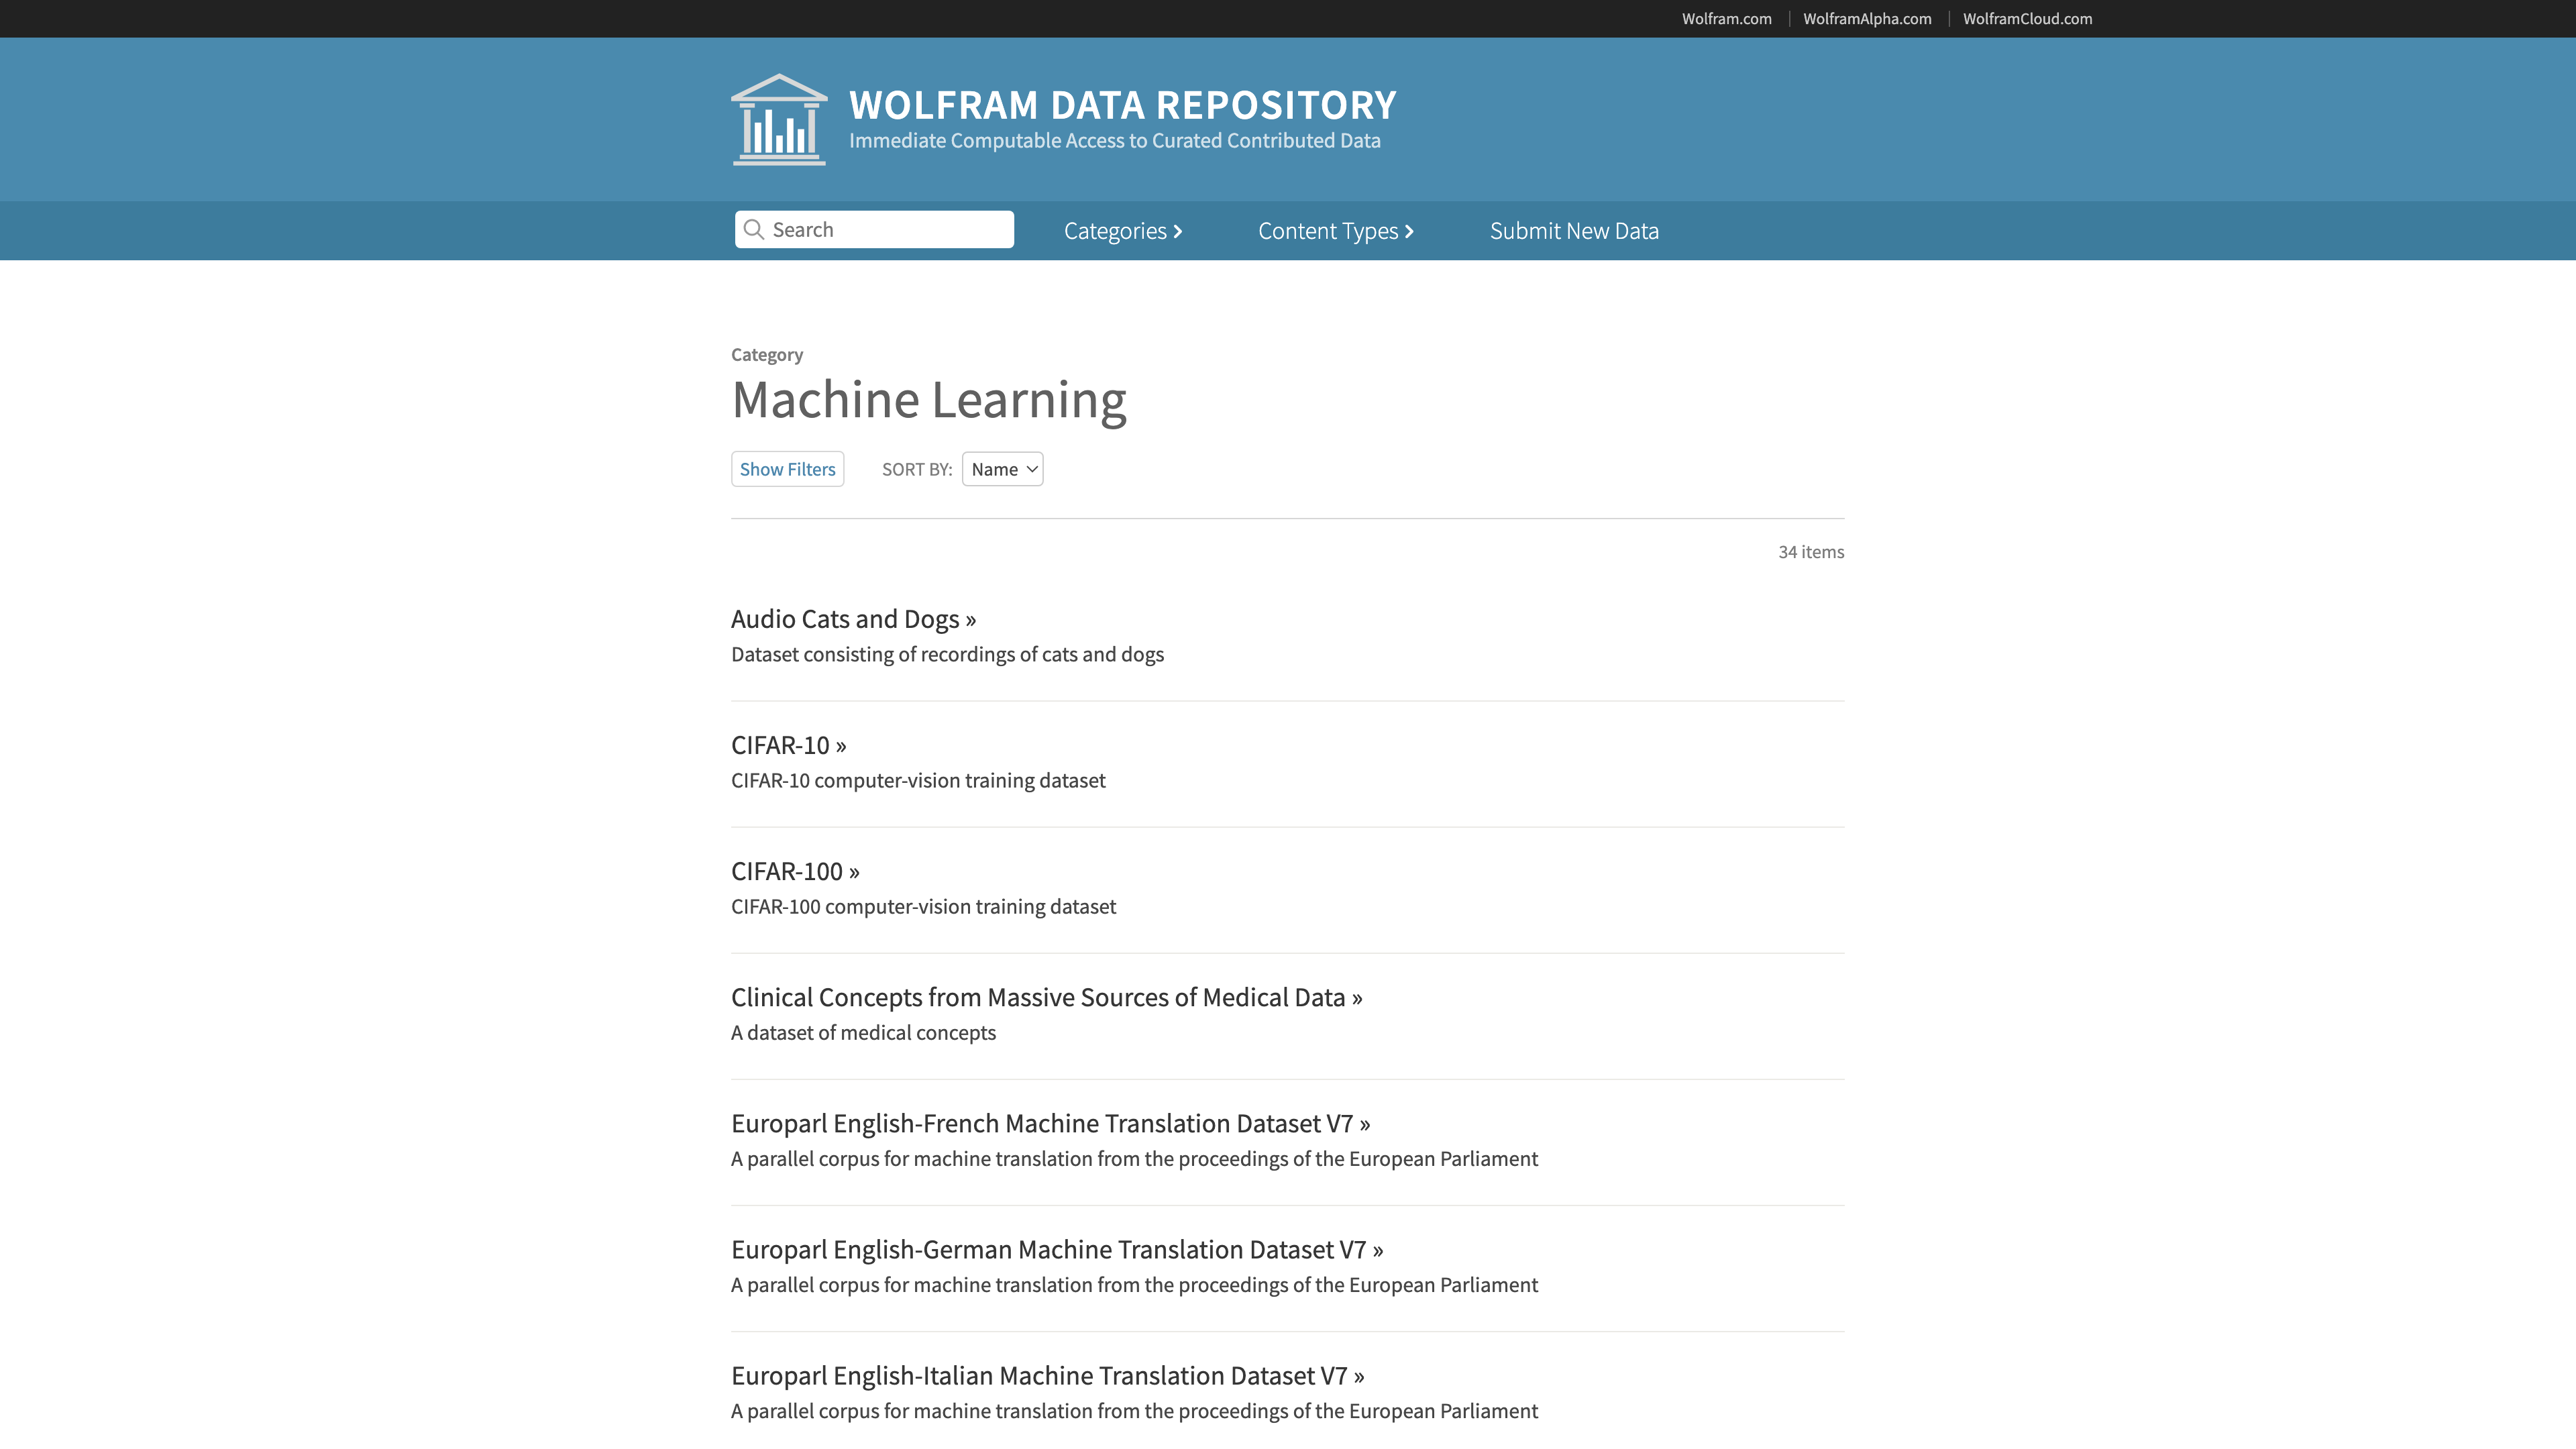 Wolfram.com
WolframAlpha.com
WolframCloud.com
WOLFRAM DATA REPOSITORY
Immediate Computable Access to Curated Contributed Data
Search
Categories
Content Types
Submit New Data
Category
Machine Learning
Show Filters
SORT BY: Name
34 items
Audio Cats and Dogs »
Dataset consisting of recordings of cats and dogs
CIFAR-10 »
CIFAR-10 computer-vision training dataset
CIFAR-100 »
CIFAR-100 computer-vision training dataset
Clinical Concepts from Massive Sources of Medical Data »
A dataset of medical concepts
Europarl English-French Machine Translation Dataset V7 »
A parallel corpus for machine translation from the proceedings of the European Parliament
Europarl English-German Machine Translation Dataset V7 »
A parallel corpus for machine translation from the proceedings of the European Parliament
Europarl English-Italian Machine Translation Dataset V7 »
A parallel corpus for machine translation from the proceedings of the European Parliament